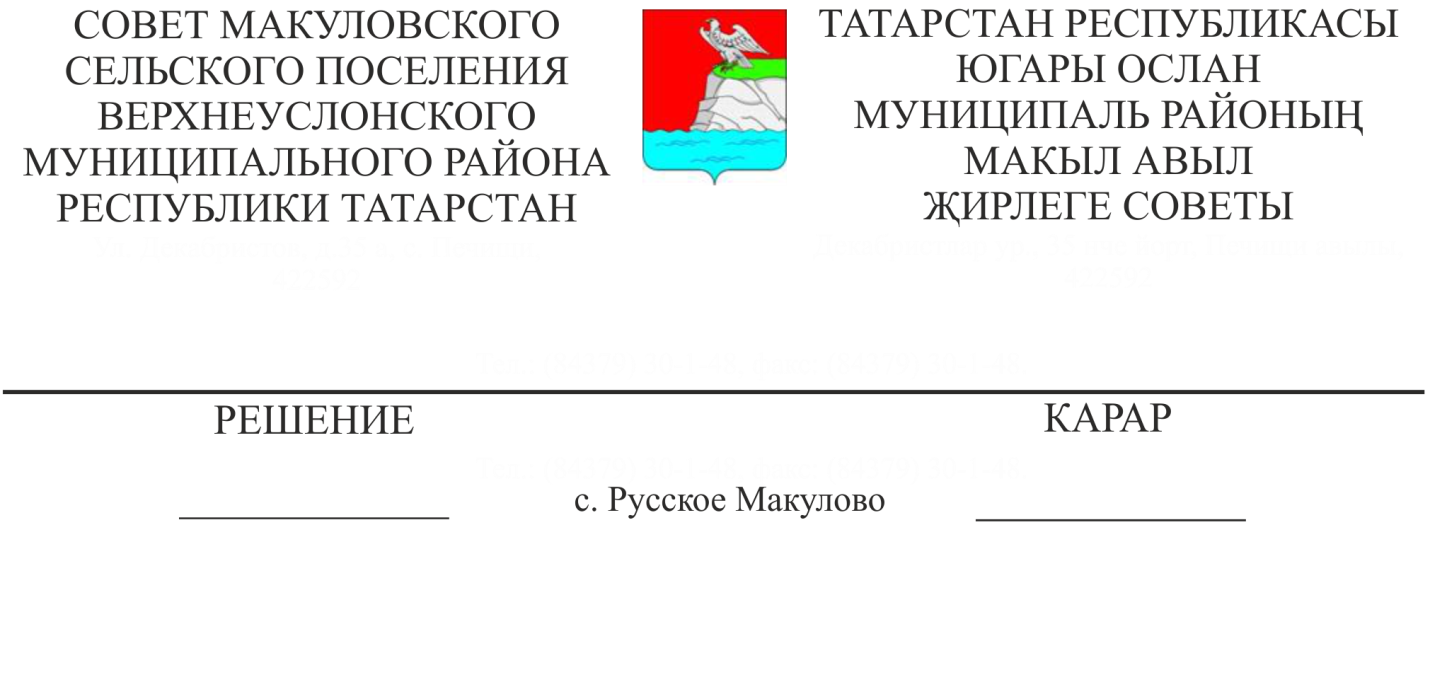 СОВЕТ МАКУЛОВСКОГО
СЕЛЬСКОГО ПОСЕЛЕНИЯ
ВЕРХНЕУСЛОНСКОГО
МУНИЦИПАЛЬНОГО РАЙОНА
РЕСПУБЛИКИ ТАТАРСТАН
ТАТАРСТАН РЕСПУБЛИКАСЫ
ЮГАРЫ ОСЛАН
МУНИЦИПАЛЬ РАЙОНЫҢ
МАКЫЛ АВЫЛ
ҖИРЛЕГЕ СОВЕТЫ
РЕШЕНИЕ
КАРАР
с. Русское Макулово